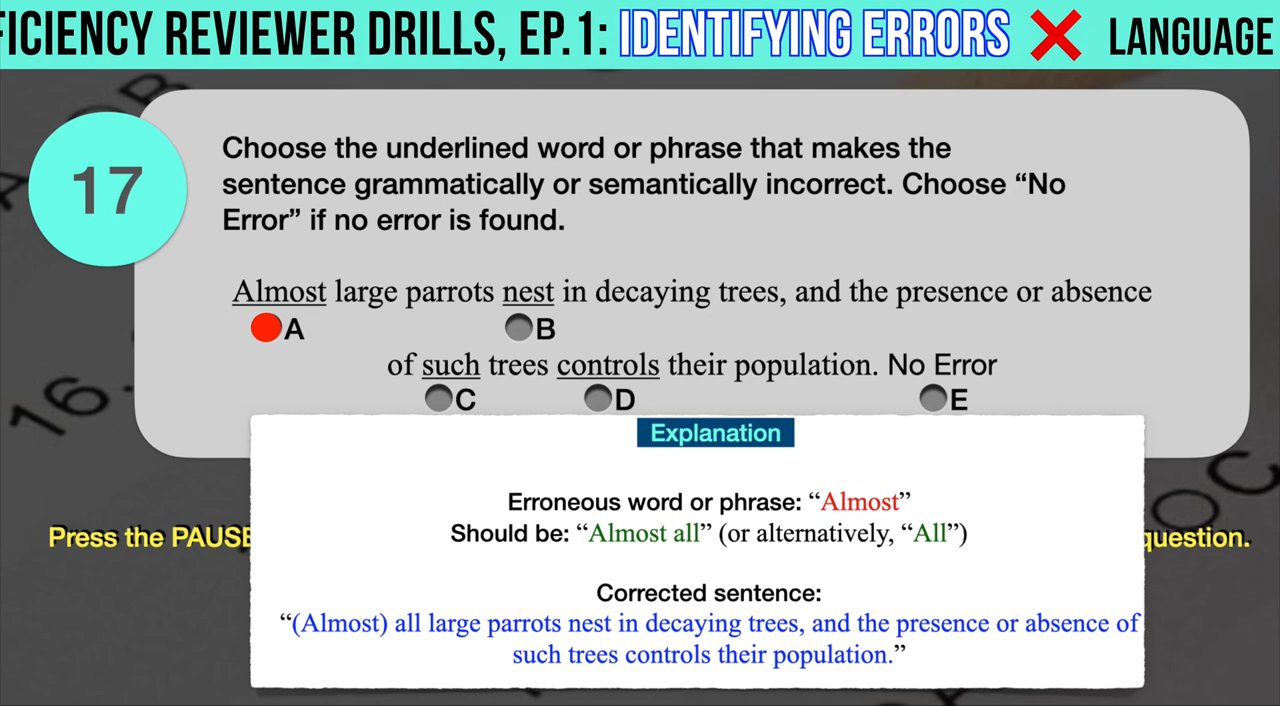 FICIENCY REVIEWER DRILLS, EP.1: IDENTIFYING ERRORS ❌ LANGUAGE
17
Choose the underlined word or phrase that makes the
sentence grammatically or semantically incorrect. Choose “No
Error” if no error is found.
Almost large parrots nest in decaying trees, and the presence or absence
A B
of such trees controls their population. No Error
C D E
Explanation
Erroneous word or phrase: “Almost”
Should be: “Almost all” (or alternatively, “All”)
Press the PAUSE question.
Corrected sentence:
“(Almost) all large parrots nest in decaying trees, and the presence or absence of
such trees controls their population.”
16.